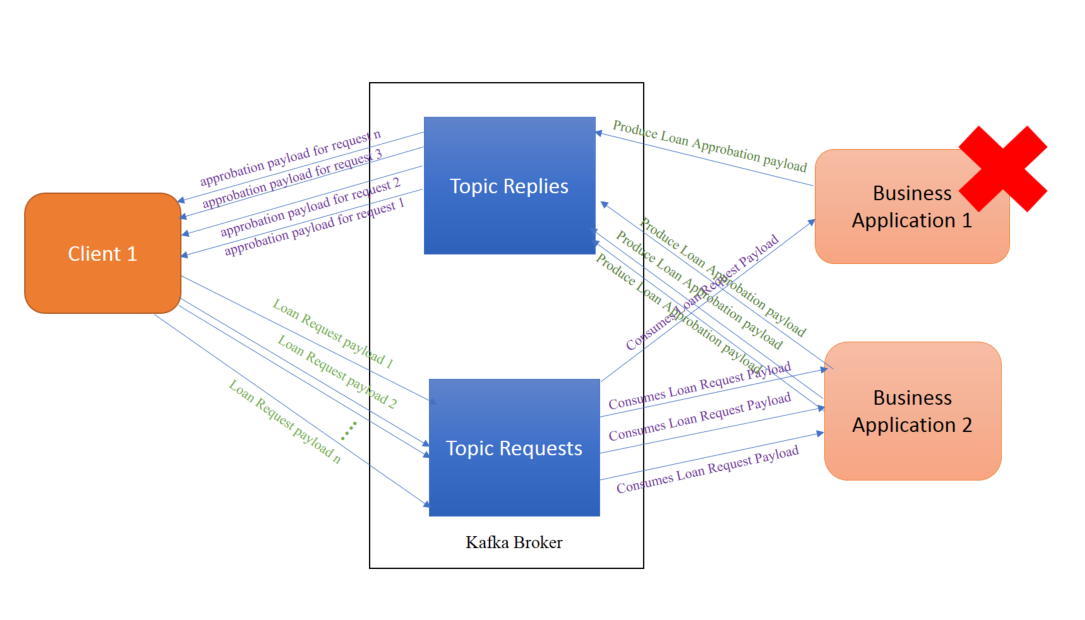 approbation payload for request n
approbation payload for request 3
approbation payload for request 2
approbation payload for request 1
Topic Replies
Produce Loan Approbation payload
Business
Application 1
Client 1
Produce Loan Approbation payload
Produce Loan Approbation payload
Produce Loan Approbation payload
Consumes Loan Request Payload
Loan Request payload 1
Loan Request payload 2
Loan Request payload n
Topic Requests
Consumes Loan Request Payload
Consumes Loan Request Payload
Consumes Loan Request Payload
Business
Application 2
Kafka Broker